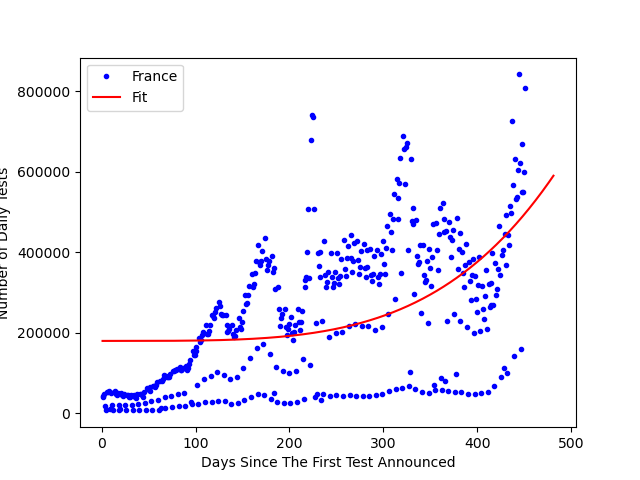 France
Fit
800000
600000
400000
200000
0
Number of Daily Tests
0 100 200 300 400 500
Days Since The First Test Announced